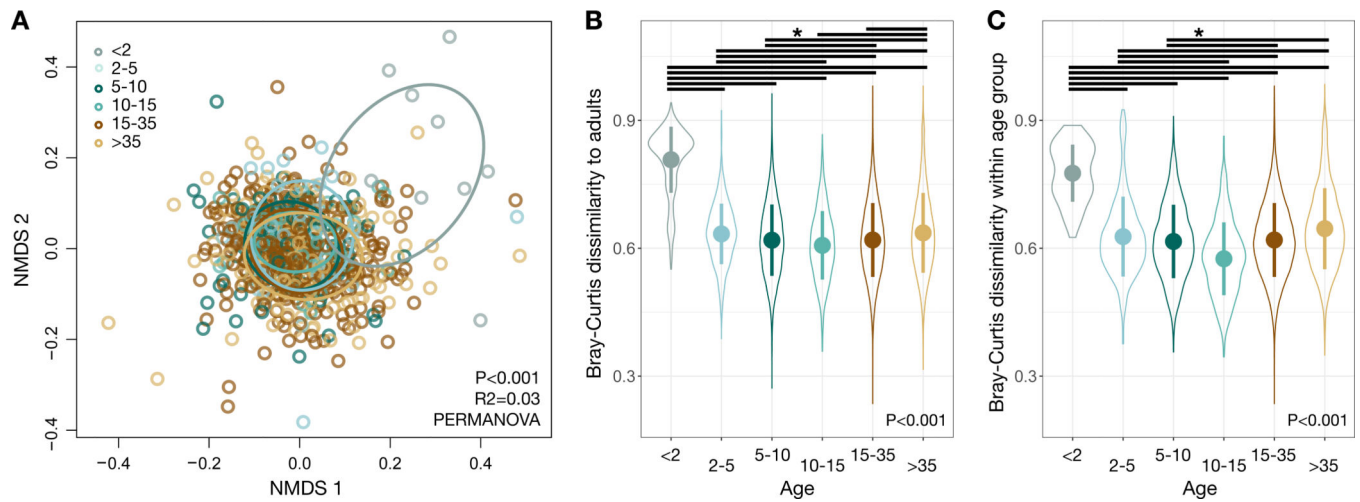 A
<2
2-5
5-10
10-15
15-35
>35
0.4
0.2
0.0
−0.2
−0.4
NMDS 2
P<0.001
R2=0.03
PERMANOVA
−0.4
−0.2
0.0
0.2
0.4
NMDS 1
B
*
Bray-Curtis dissimilarity to adults
0.9
0.6
0.3
P<0.001
<2
2-5
5-10
10-15
15-35
>35
Age
C
*
Bray-Curtis dissimilarity within age group
0.9
0.6
0.3
P<0.001
<2
2-5
5-10
10-15
15-35
>35
Age